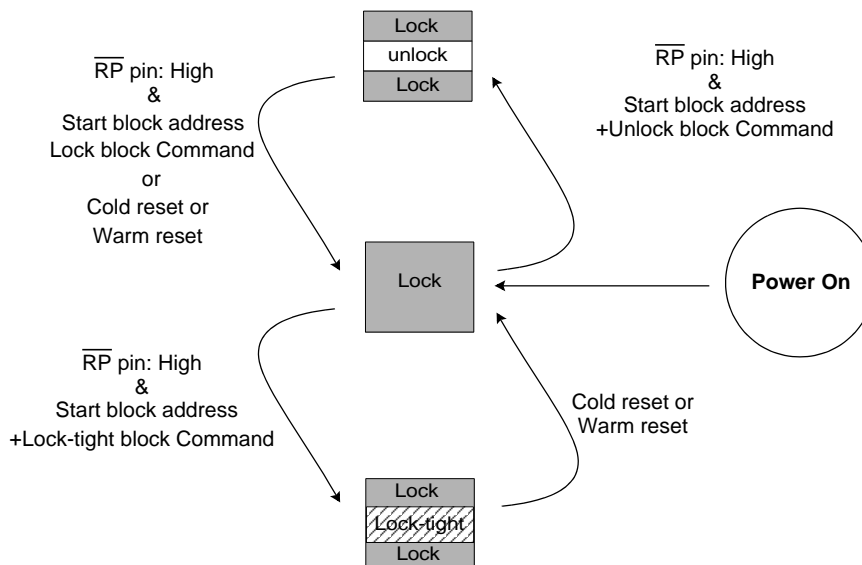 Lock
unlock
Lock
RP pin: High
&
Start block address
Lock block Command
or
Cold reset or
Warm reset
RP pin: High
&
Start block address
+Unlock block Command
Lock
Power On
RP pin: High
&
Start block address
+Lock-tight block Command
Cold reset or
Warm reset
Lock
Lock-tight
Lock